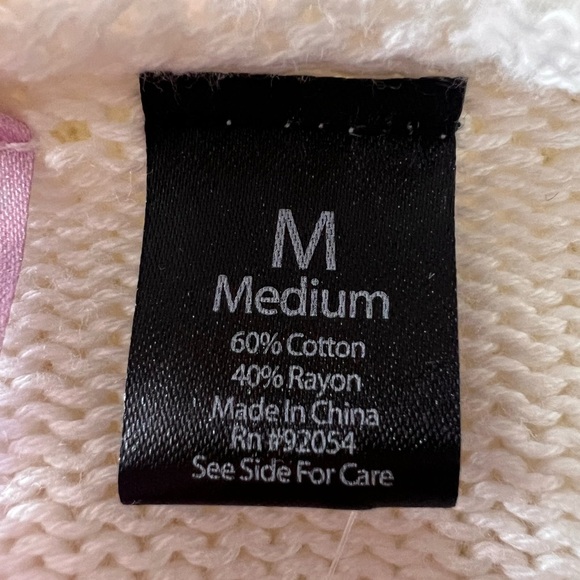 M
Medium
60% Cotton
40% Rayon
Made In China
Rn #92054
See Side For Care